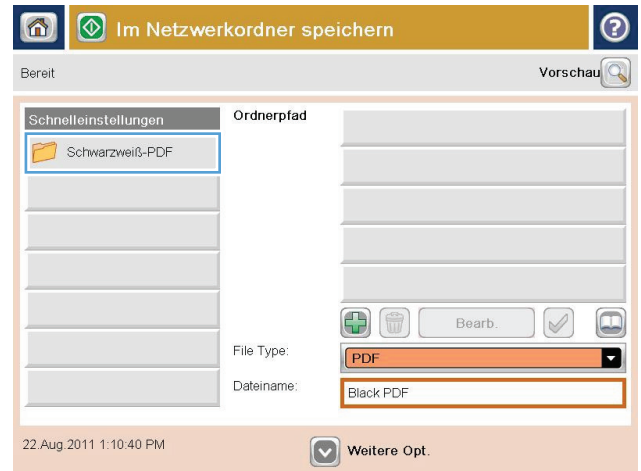 Im Netzwerkordner speichern
Bereit
Vorschau
Schnelleinstellungen
Schwarzweiß-PDF
Ordnerpfad
Bearb.
File Type:
PDF
Dateiname:
Black PDF
22.Aug.2011 1:10:40 PM
Weitere Opt.